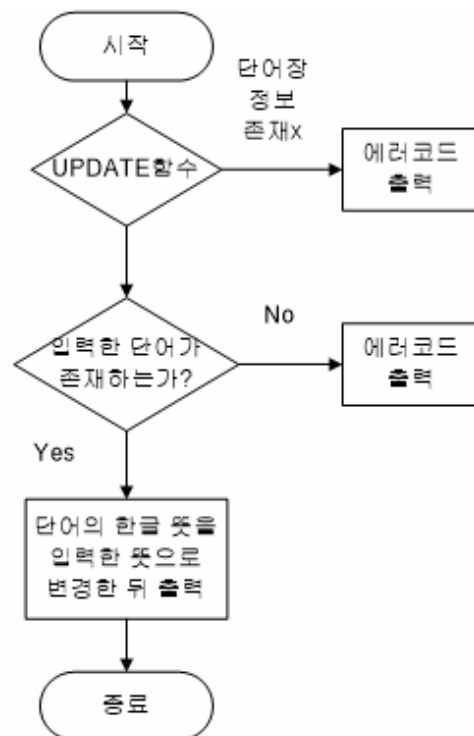 시작
단어장
정보
존재x
UPDATE함수
에러코드
출력
입력한 단어가
존재하는가?
No
에러코드
출력
Yes
단어의 한글 뜻을
입력한 뜻으로
변경한 뒤 출력
종료